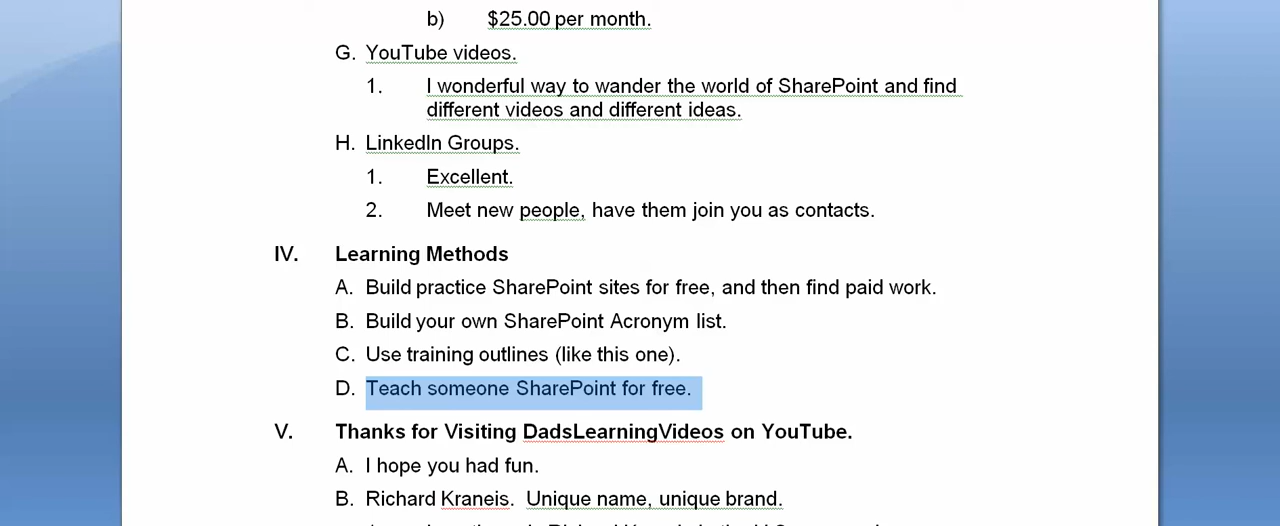 b) $25.00 per month.
G. YouTube videos.
1. I wonderful way to wander the world of SharePoint and find
different videos and different ideas.
H. LinkedIn Groups.
1. Excellent.
2. Meet new people, have them join you as contacts.
IV. Learning Methods
A. Build practice SharePoint sites for free, and then find paid work.
B. Build your own SharePoint Acronym list.
C. Use training outlines (like this one).
D. Teach someone SharePoint for free.
V. Thanks for Visiting DadsLearningVideos on YouTube.
A. I hope you had fun.
B. Richard Kraneis. Unique name, unique brand.